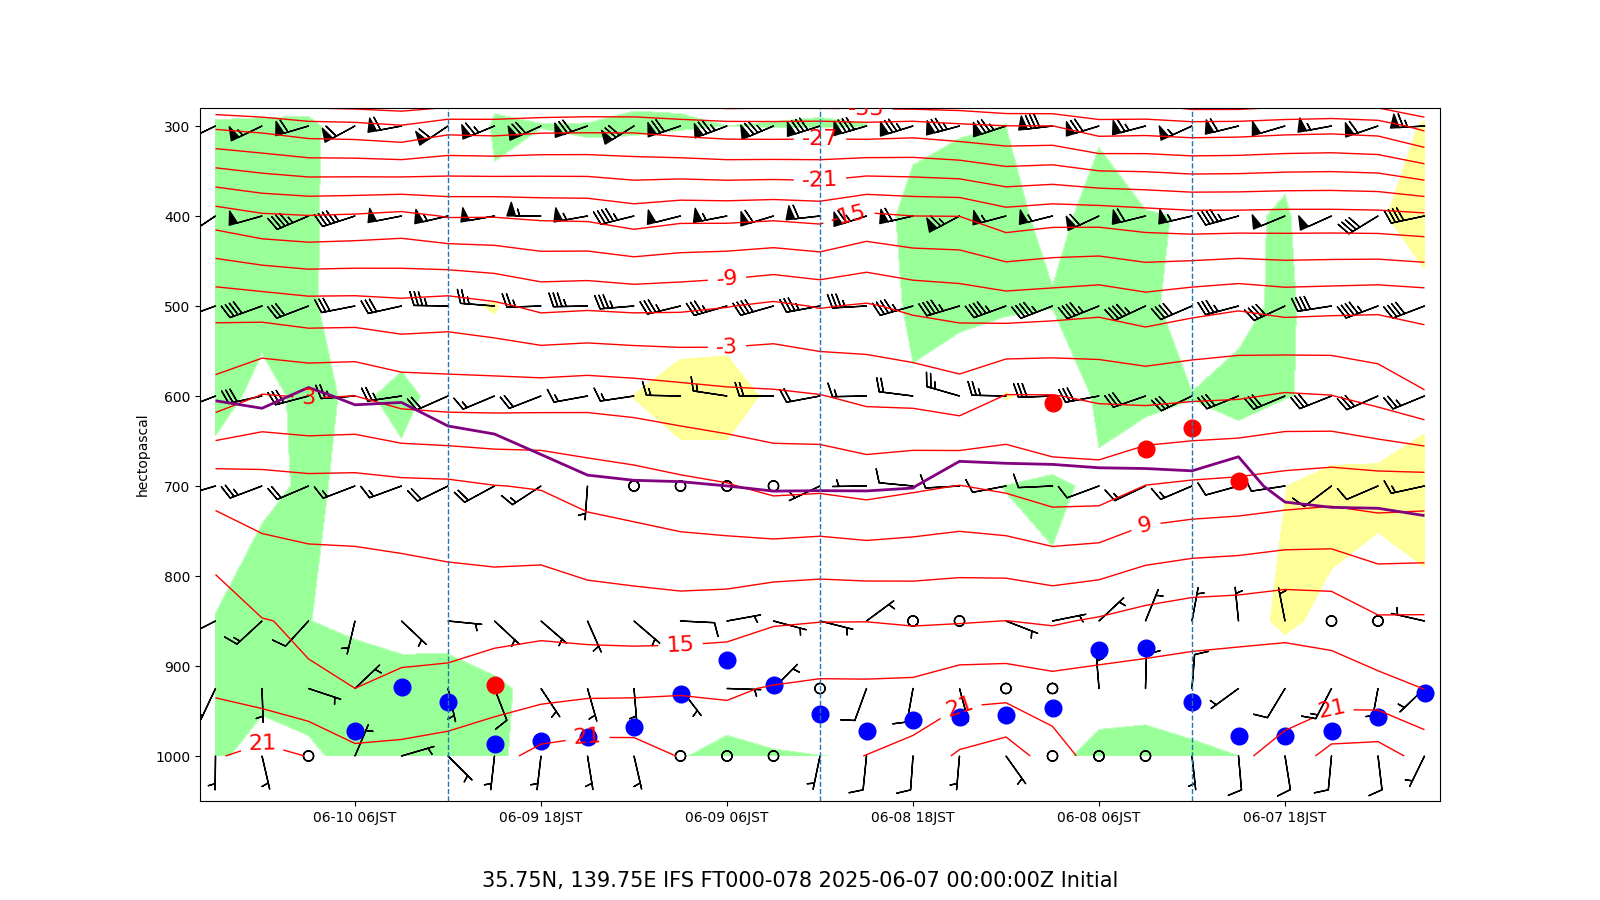 -33
300
-27
-21
400
-15
-9
500
-3
600
3
hectopascal
700
9
800
15
900
21
21
21
21
1000
06-10 06JST
06-09 18JST
06-09 06JST
06-08 18JST
06-08 06JST
06-07 18JST
35.75N, 139.75E IFS FT000-078 2025-06-07 00:00:00Z Initial